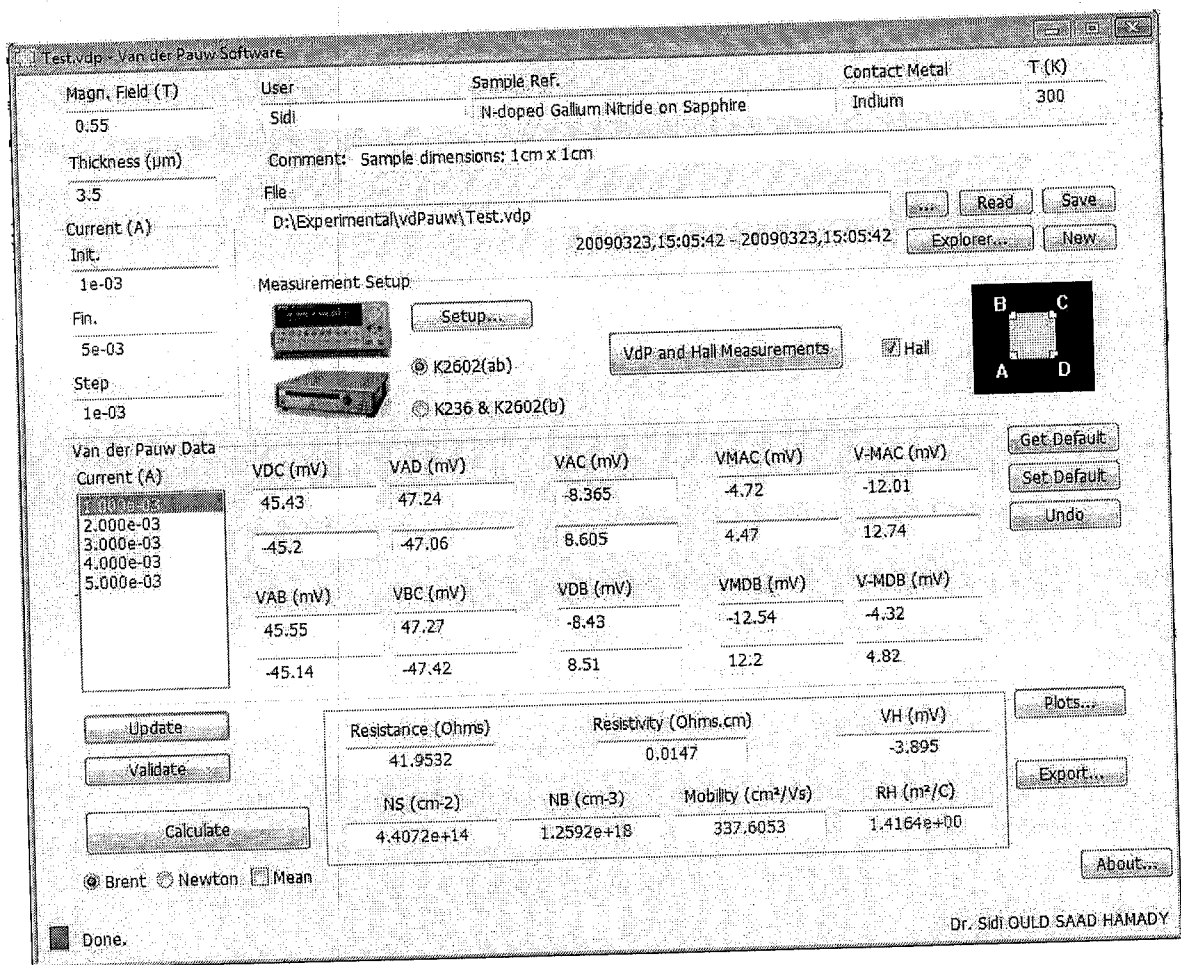 Test.vdp - Van der Pauw Software
Magn. Field (T)
0.55
User
Sidi
Sample Ref.
N-doped Gallium Nitride on Sapphire
Contact Metal
Indium
T (K)
300
Thickness (µm)
3.5
Comment: Sample dimensions: 1cm x 1cm
File
D:\Experimental\vdPauw\Test.vdp
... Read Save
20090323,15:05:42 - 20090323,15:05:42
Explorer... New
Current (A)
Init.
1e-03
Fin.
5e-03
Step
1e-03
Measurement Setup
Setup...
K2602(ab)
K236 & K2602(b)
VdP and Hall Measurements
Hall
B C
A D
Van der Pauw Data
Current (A)
1.000e-03
2.000e-03
3.000e-03
4.000e-03
5.000e-03
VDC (mV) VAD (mV) VAC (mV) VMAC (mV) V-MAC (mV)
45.43 47.24 -8.365 -4.72 -12.01
-45.2 -47.06 8.605 4.47 12.74
VAB (mV) VBC (mV) VDB (mV) VMDB (mV) V-MDB (mV)
45.55 47.27 -8.43 -12.54 -4.32
-45.14 -47.42 8.51 12.2 4.82
Get Default
Set Default
Undo
Update
Validate
Calculate
Brent Newton Mean
Resistance (Ohms) Resistivity (Ohms.cm) VH (mV)
41.9532 0.0147 -3.895
NS (cm-2) NB (cm-3) Mobility (cm²/Vs) RH (m²/C)
4.4072e+14 1.2592e+18 337.6053 1.4164e+00
Plots...
Export...
About...
Done.
Dr. Sidi OULD SAAD HAMADY